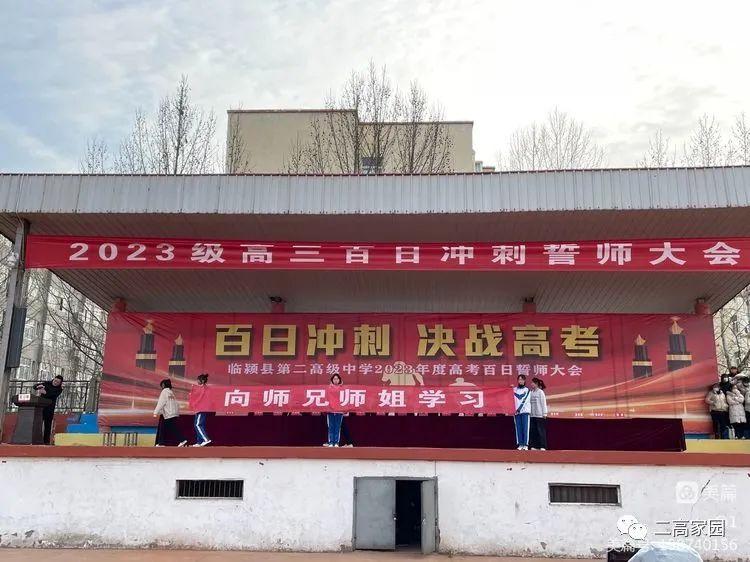 2023级高三百日冲刺誓师大会
百日冲刺 决战高考
临颍县第二高级中学2023年度高考百日誓师大会
向师兄师姐学习
美篇
二高家园